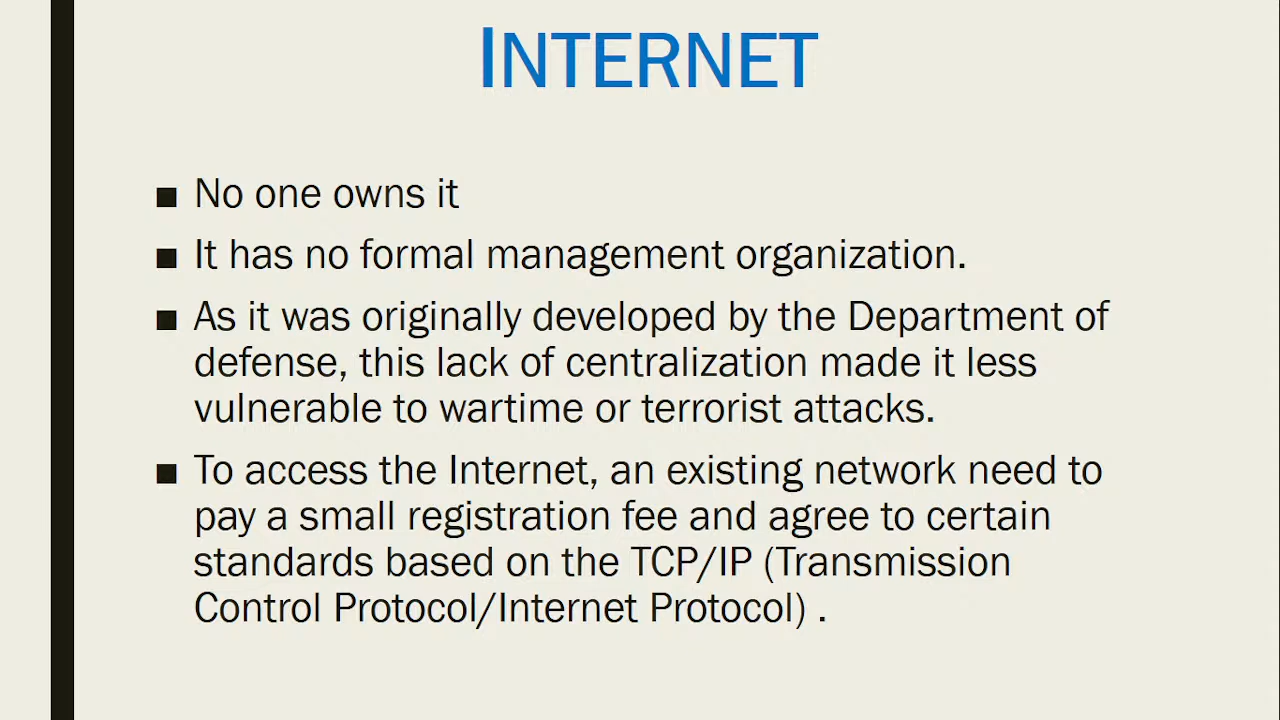 INTERNET
■ No one owns it
■ It has no formal management organization.
■ As it was originally developed by the Department of
defense, this lack of centralization made it less
vulnerable to wartime or terrorist attacks.
■ To access the Internet, an existing network need to
pay a small registration fee and agree to certain
standards based on the TCP/IP (Transmission
Control Protocol/Internet Protocol) .